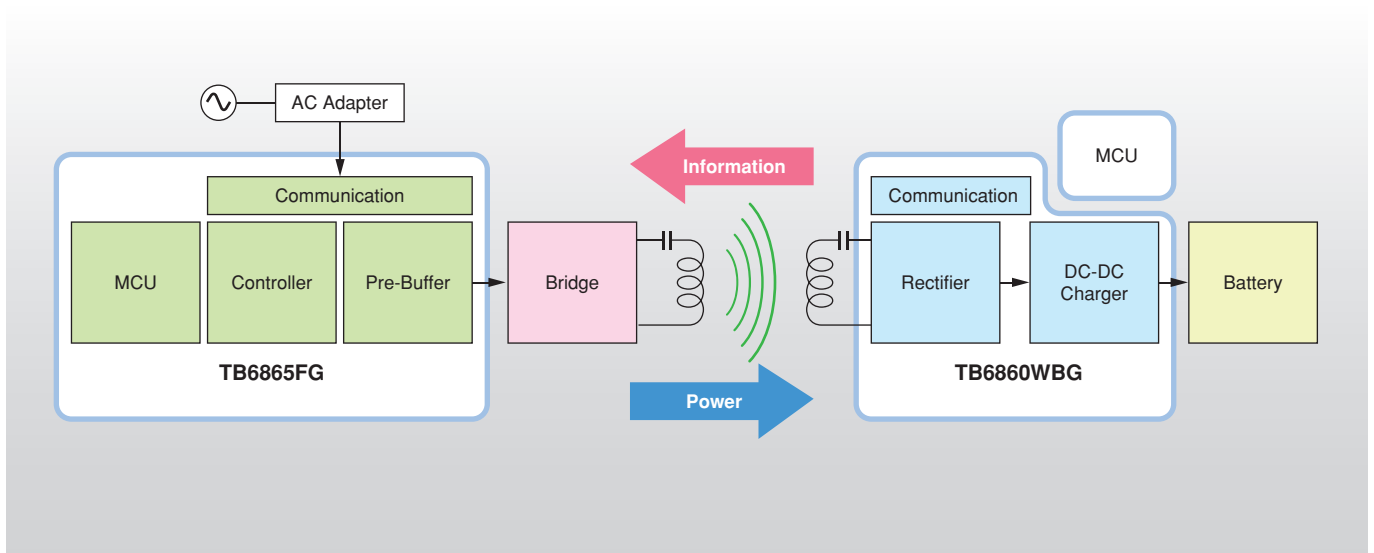 AC Adapter
Communication
MCU
Controller
Pre-Buffer
TB6865FG
Bridge
Information
Power
MCU
Communication
Rectifier
DC-DC
Charger
TB6860WBG
Battery